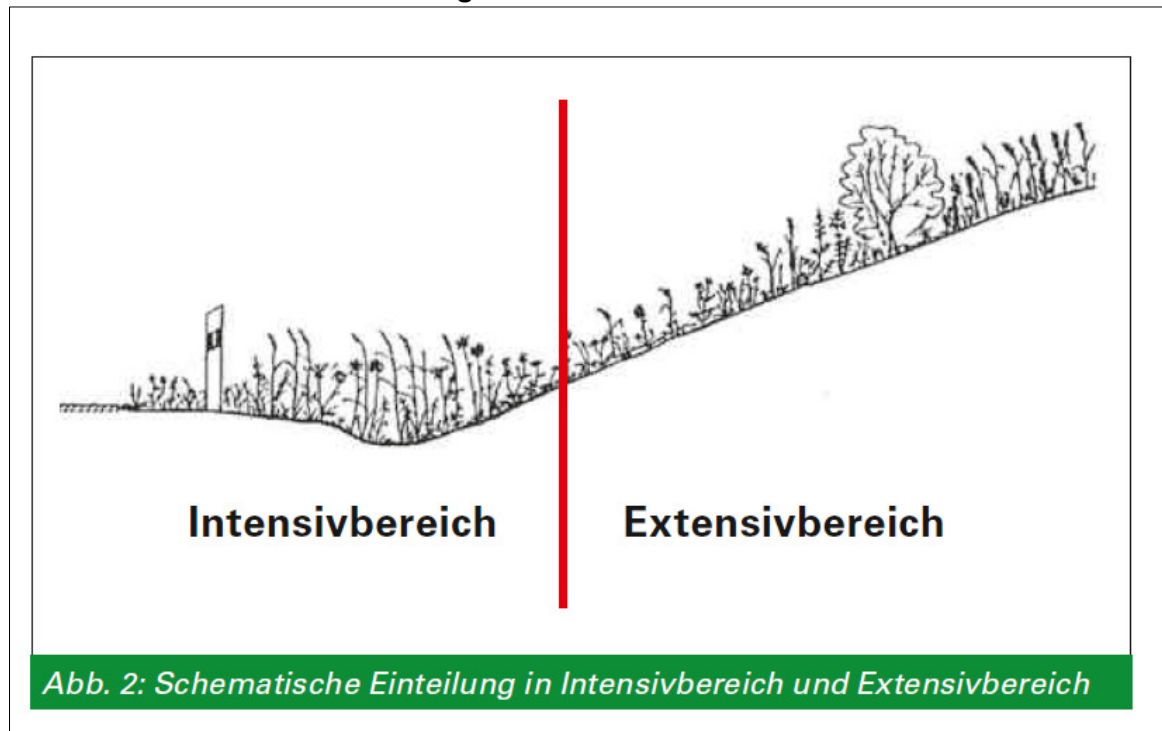 Intensivbereich
Extensivbereich
Abb. 2: Schematische Einteilung in Intensivbereich und Extensivbereich